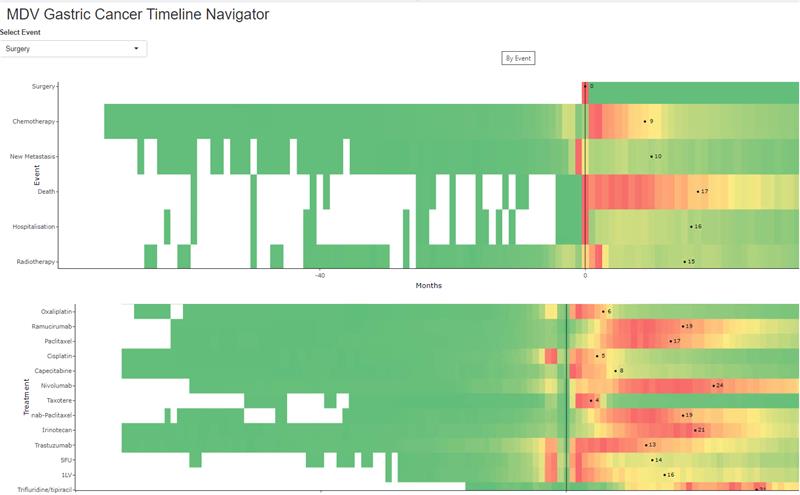 MDV Gastric Cancer Timeline Navigator
Select Event
Surgery
By Event
Surgery
0
Chemotherapy
9
New Metastasis
10
Event
Death
17
Hospitalisation
16
Radiotherapy
15
-40
0
Months
Oxaliplatin
6
Ramucirumab
19
Paclitaxel
17
Cisplatin
5
Capecitabine
8
Nivolumab
24
Treatment
Taxotere
4
nab-Paclitaxel
19
Irinotecan
21
Trastuzumab
13
5FU
14
1LV
16
Trifluridine/tipiracil